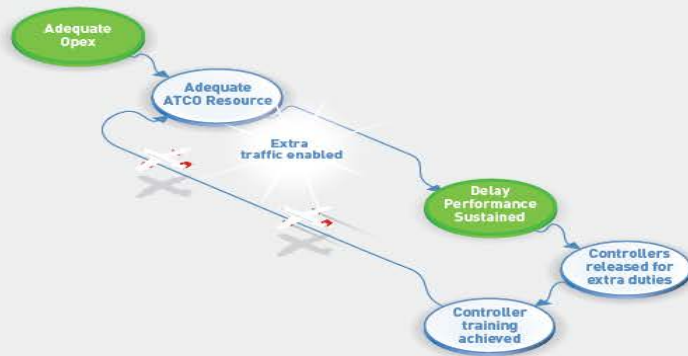 Adequate
Opex
Adequate
ATCO Resource
Extra
traffic enabled
Delay
Performance
Sustained
Controllers
released for
extra duties
Controller
training
achieved